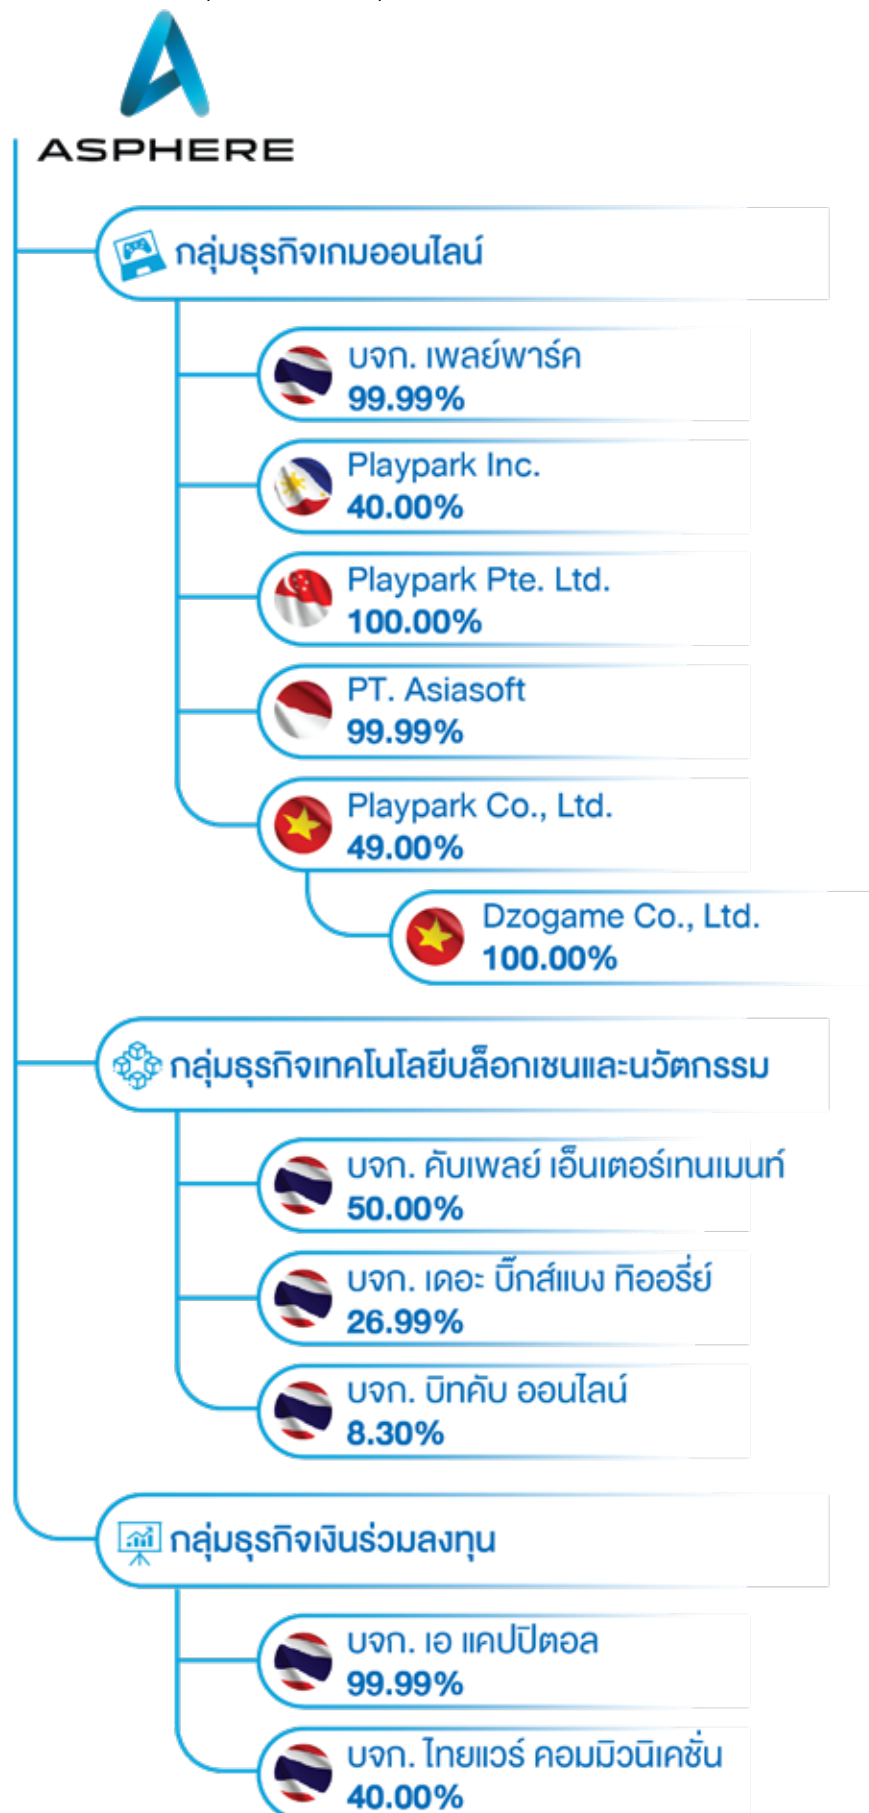 ASPHERE
กลุ่มธุรกิจเกมออนไลน์
บจก. เพลย์พาร์ค
99.99%
Playpark Inc.
40.00%
Playpark Pte. Ltd.
100.00%
PT. Asiasoft
99.99%
Playpark Co., Ltd.
49.00%
Dzogame Co., Ltd.
100.00%
กลุ่มธุรกิจเทคโนโลยีบล็อกเชนและนวัตกรรม
บจก. คับเพลย์ เอ็นเตอร์เทนเมนท์
50.00%
บจก. เดอะ บิ๊กส์แบง ทิออรี่ย์
26.99%
บจก. บิทคับ ออนไลน์
8.30%
กลุ่มธุรกิจเงินร่วมลงทุน
บจก. เอ แคปปิตอล
99.99%
บจก. ไทยแวร์ คอมมิวนิเคชั่น
40.00%